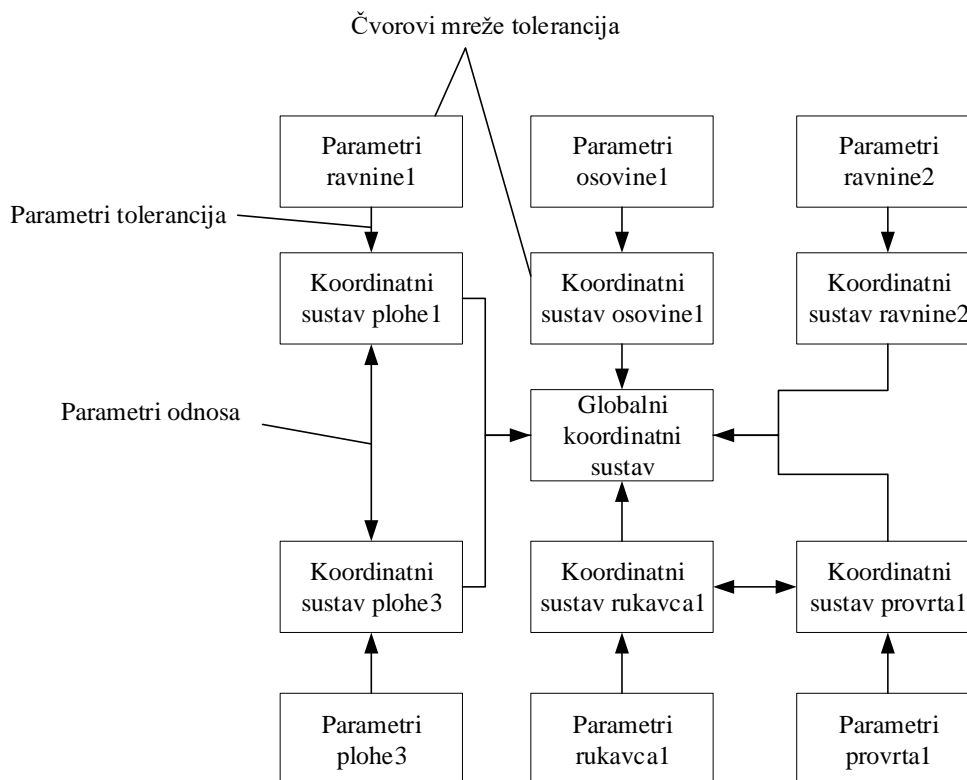 Čvorovi mreže tolerancija
Parametri
ravnine1
Parametri
osovine1
Parametri
ravnine2
Parametri tolerancija
Koordinatni
sustav plohe1
Koordinatni
sustav osovine1
Koordinatni
sustav ravnine2
Parametri odnosa
Globalni
koordinatni
sustav
Koordinatni
sustav plohe3
Koordinatni
sustav rukavca1
Koordinatni
sustav provrta1
Parametri
plohe3
Parametri
rukavca1
Parametri
provrta1